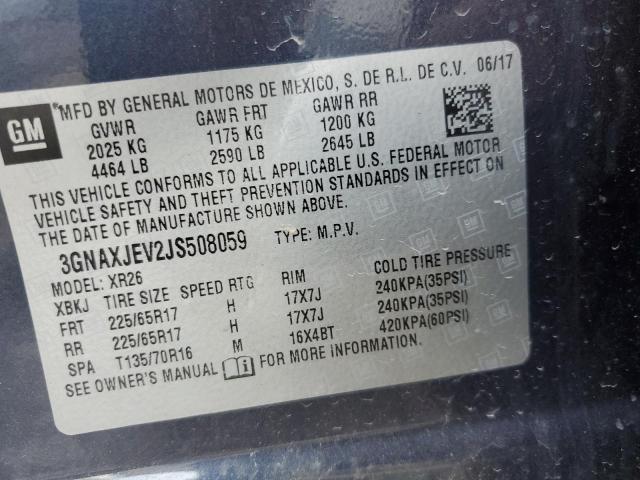 GM
*MFD BY GENERAL MOTORS DE MEXICO, S. DE R.L. DE C.V. 06/17
GVWR GAWR FRT GAWR RR
2025 KG 1175 KG 1200 KG
4464 LB 2590 LB 2645 LB
THIS VEHICLE CONFORMS TO ALL APPLICABLE U.S. FEDERAL MOTOR
VEHICLE SAFETY AND THEFT PREVENTION STANDARDS IN EFFECT ON
THE DATE OF MANUFACTURE SHOWN ABOVE.
3GNAXJEV2JS508059 TYPE: M.P.V.
MODEL: XR26
XBKJ TIRE SIZE SPEED RTG RIM COLD TIRE PRESSURE
FRT 225/65R17 H 17X7J 240KPA(35PSI)
RR 225/65R17 H 17X7J 240KPA(35PSI)
SPA T135/70R16 M 16X4BT 420KPA(60PSI)
SEE OWNER'S MANUAL FOR MORE INFORMATION.